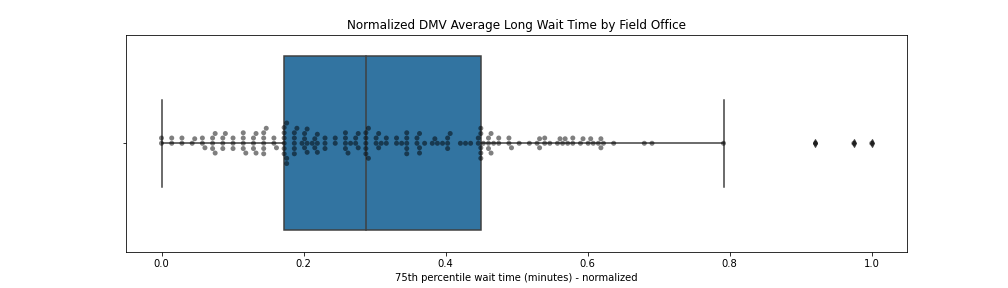 Normalized DMV Average Long Wait Time by Field Office
0.0 0.2 0.4 0.6 0.8 1.0
75th percentile wait time (minutes) - normalized